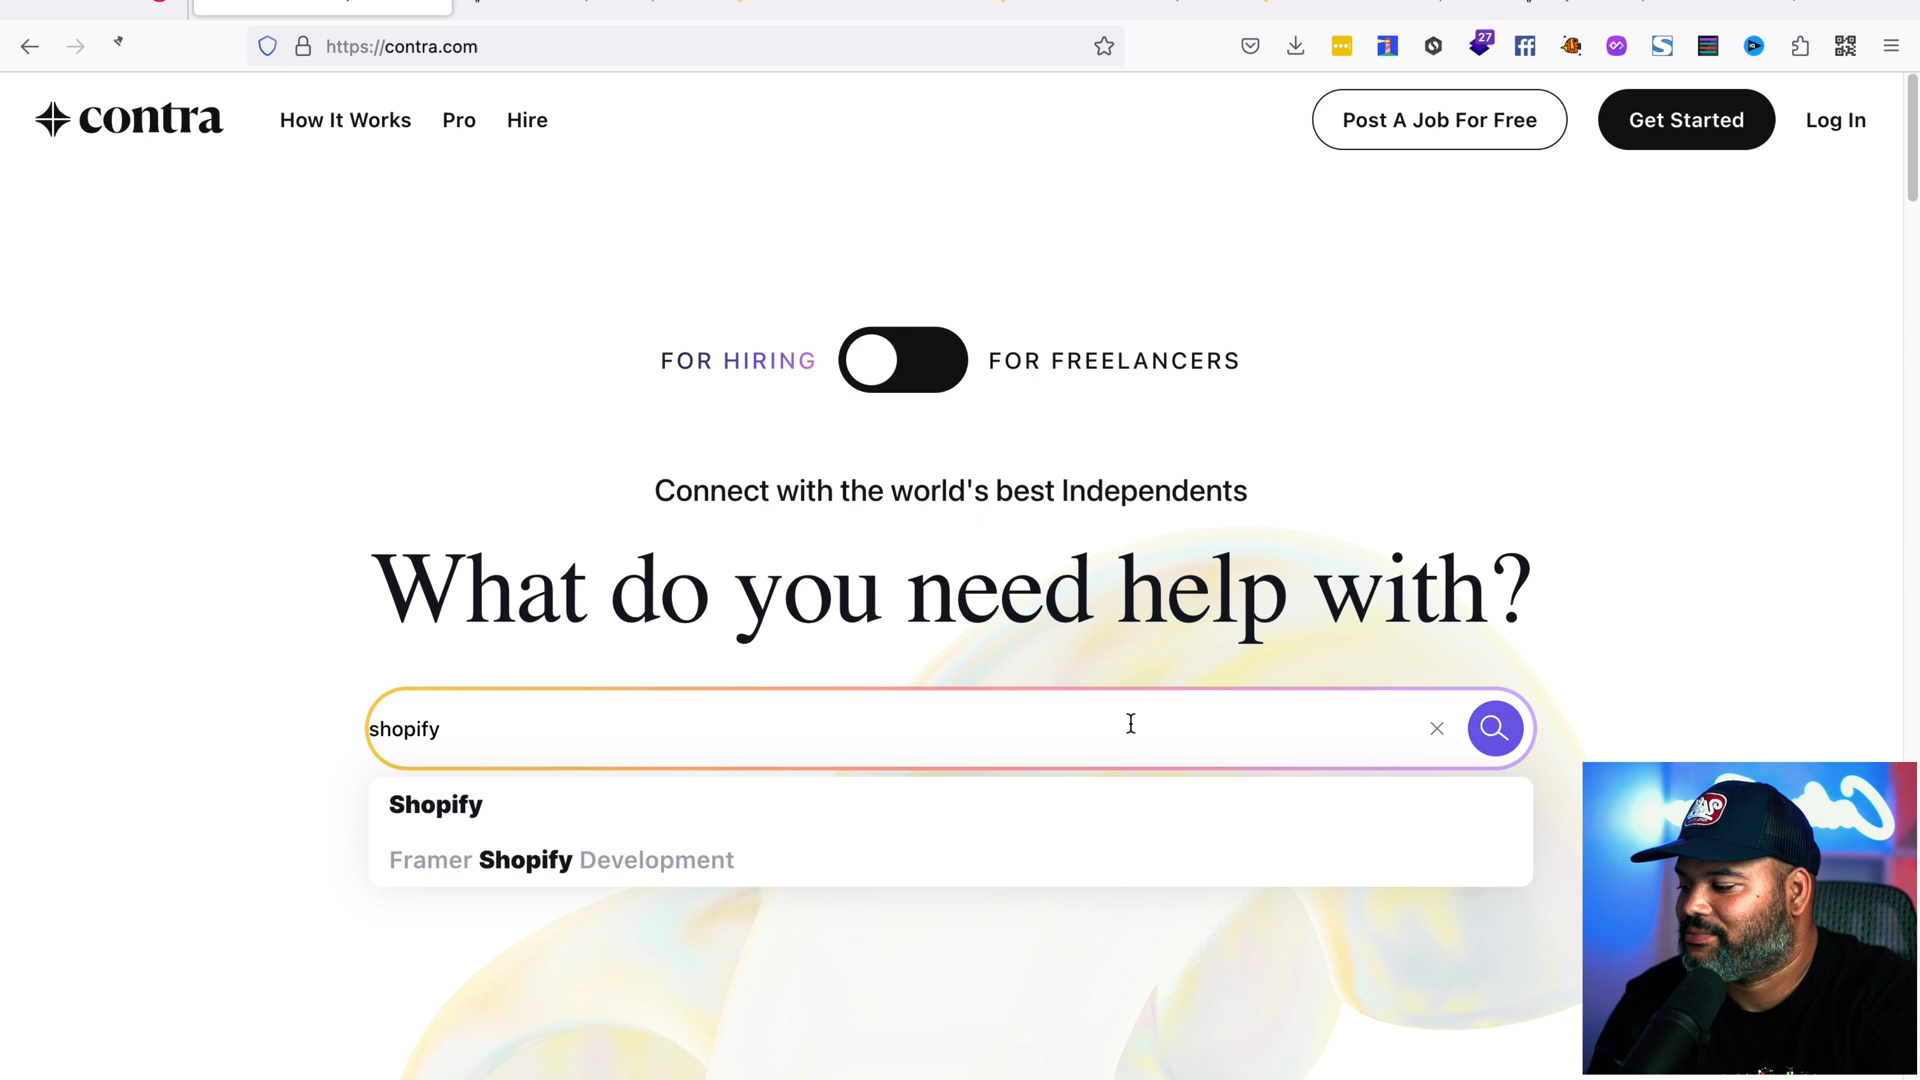 https://contra.com
27
contra
How It Works
Pro
Hire
Post A Job For Free
Get Started
Log In
FOR HIRING
FOR FREELANCERS
Connect with the world's best Independents
What do you need help with?
shopify
Shopify
Framer Shopify Development